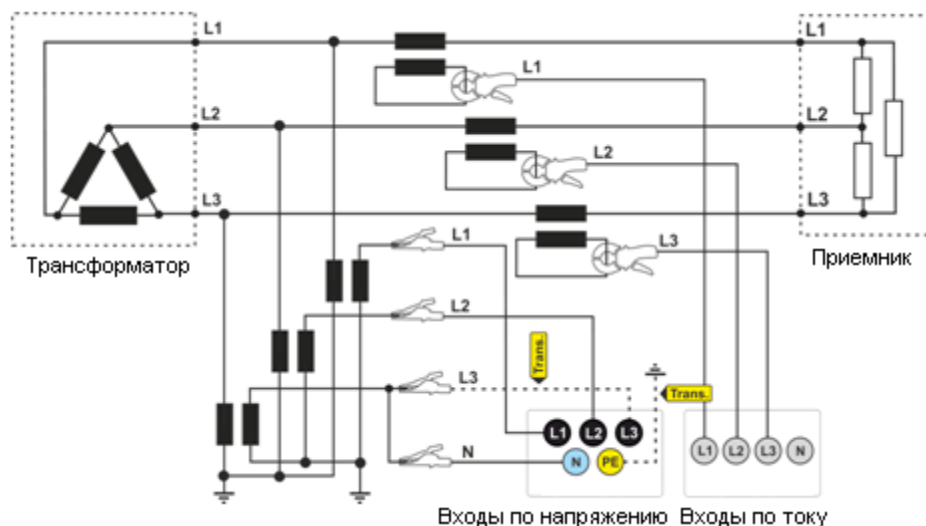 L1
L1
L1
L2
L2
L2
L3
L3
L3
Трансформатор
Приемник
L1
L2
L3
N
Trans.
Trans.
L1 L2 L3
N PE
L1 L2 L3 N
Входы по напряжению
Входы по току